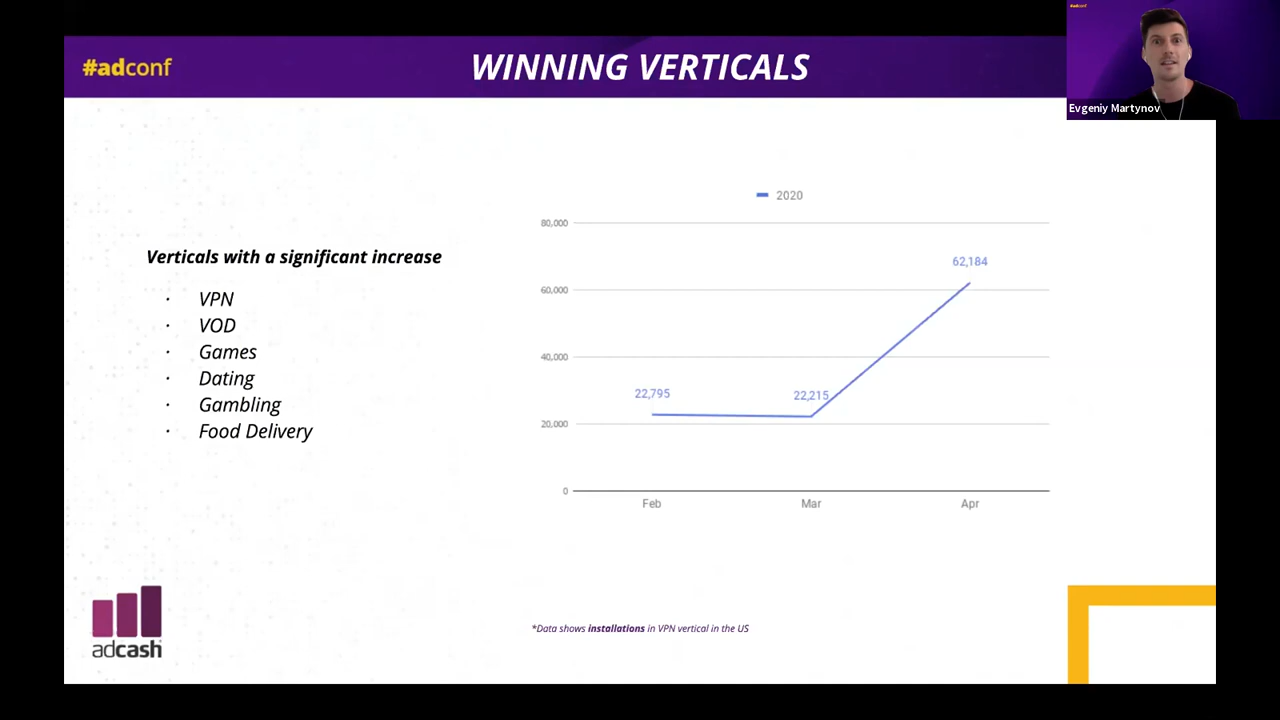 #adconf
WINNING VERTICALS
#adconf
Evgeniy Martynov
Verticals with a significant increase
· VPN
· VOD
· Games
· Dating
· Gambling
· Food Delivery
2020
80,000
60,000
40,000
20,000
0
22,795
22,215
62,184
Feb
Mar
Apr
*Data shows installations in VPN vertical in the US
adcash